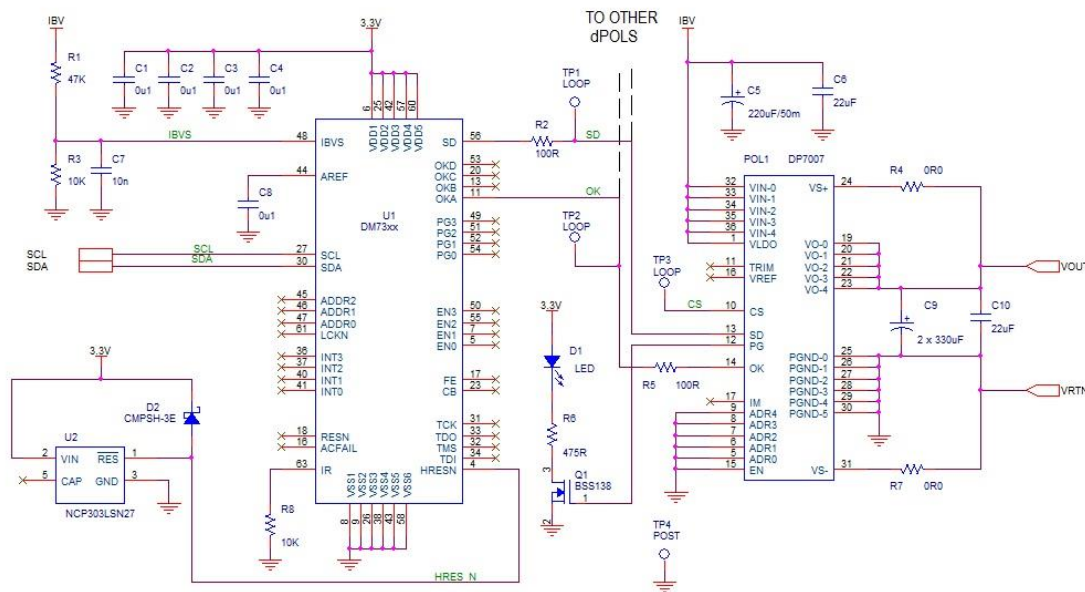 IBV
3,3V
TO OTHER
dPOLS
IBV
R1
47K
C1
0u1
C2
0u1
C3
0u1
C4
0u1
TP1
LOOP
C5
220uF/50m
C6
22uF
6 25 42 57 60
VDD1 VDD2 VDD3 VDD4 VDD5
IBVS
48 IBVS
SD 56
R2
100R
SD
R3
10K
C7
10n
44 AREF
C8
0u1
OKD 53
OKC 20
OKB 13
OKA 11
OK
U1
DM73xx
PG3 49
PG2 51
PG1 52
PG0 54
TP2
LOOP
SCL
SDA
SCL
SDA
27 SCL
30 SDA
45 ADDR2
46 ADDR1
47 ADDR0
61 LCKN
EN3 50
EN2 55
EN1 7
EN0 5
36 INT3
37 INT2
40 INT1
41 INT0
FE 17
CB 23
18 RESN
16 ACFAIL
TCK 31
TDO 33
TMS 32
TDI 34
63 IR
HRESN 4
VSS1 VSS2 VSS3 VSS4 VSS5 VSS6
8 9 26 38 43 58
R8
10K
HRES_N
3,3V
D2
CMPSH-3E
U2
2 VIN
RES 1
5 CAP
GND 3
NCP303LSN27
3,3V
D1
LED
R6
475R
3
Q1
BSS138
1
2
TP3
LOOP
CS
R5
100R
TP4
POST
POL1 DP7007
32 VIN-0
33 VIN-1
34 VIN-2
35 VIN-3
36 VIN-4
1 VLDO
11 TRIM
16 VREF
10 CS
13 SD
12 PG
14 OK
17 IM
9 ADR4
8 ADR3
7 ADR2
6 ADR1
5 ADR0
15 EN
VS+ 24
R4 0R0
VO-0 19
VO-1 20
VO-2 21
VO-3 22
VO-4 23
PGND-0 25
PGND-1 26
PGND-2 27
PGND-3 28
PGND-4 29
PGND-5 30
VS- 31
R7 0R0
C9
2 x 330uF
C10
22uF
VOUT
VRTN